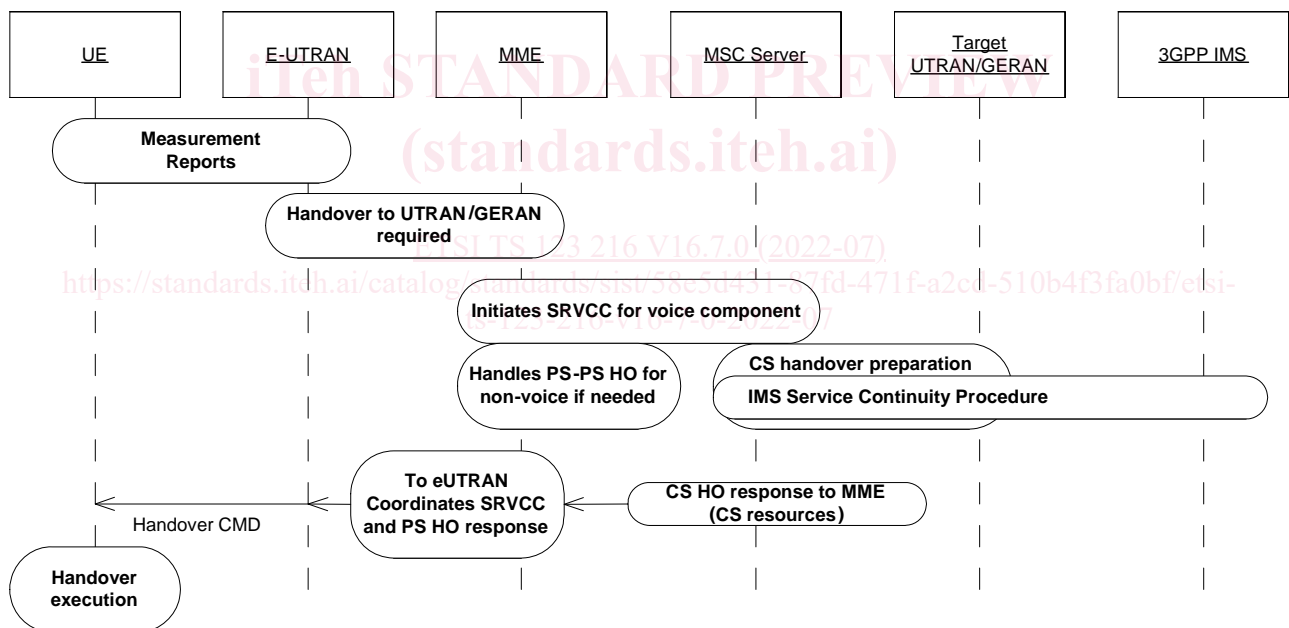 UE
E-UTRAN
MME
MSC Server
Target
UTRAN/GERAN
3GPP IMS
iTeh STANDARD PREVIEW
(standards.iteh.ai)
Measurement
Reports
Handover to UTRAN/GERAN
required
ETSI TS 123 216 V16.7.0 (2022-07)
https://standards.iteh.ai/catalog/standards/sist/58e5d431-87fd-471f-a2cd-510b4f3fa0bf/etsi-
ts-123-216-v16-7-0-2022-07
Initiates SRVCC for voice component
Handles PS-PS HO for
non-voice if needed
CS handover preparation
IMS Service Continuity Procedure
To eUTRAN
Coordinates SRVCC
and PS HO response
CS HO response to MME
(CS resources)
Handover CMD
Handover
execution